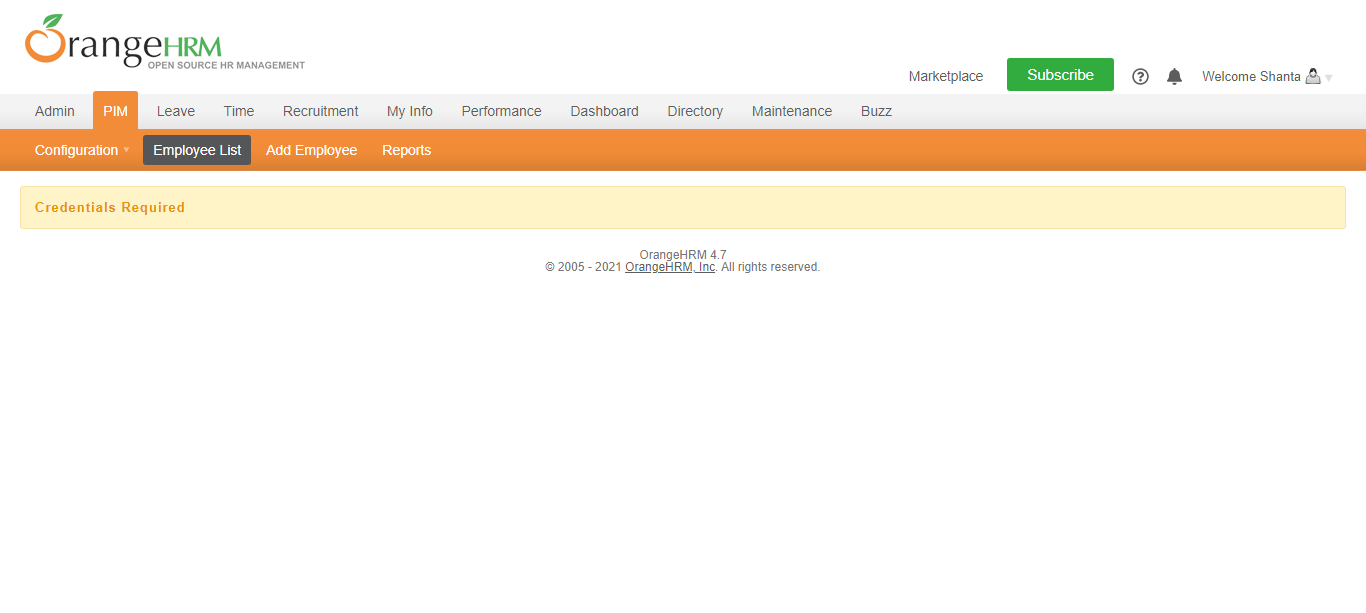 OrangeHRM
OPEN SOURCE HR MANAGEMENT
Marketplace Subscribe ? Welcome Shanta
Admin PIM Leave Time Recruitment My Info Performance Dashboard Directory Maintenance Buzz
Configuration Employee List Add Employee Reports
Credentials Required
OrangeHRM 4.7
© 2005 - 2021 OrangeHRM, Inc. All rights reserved.